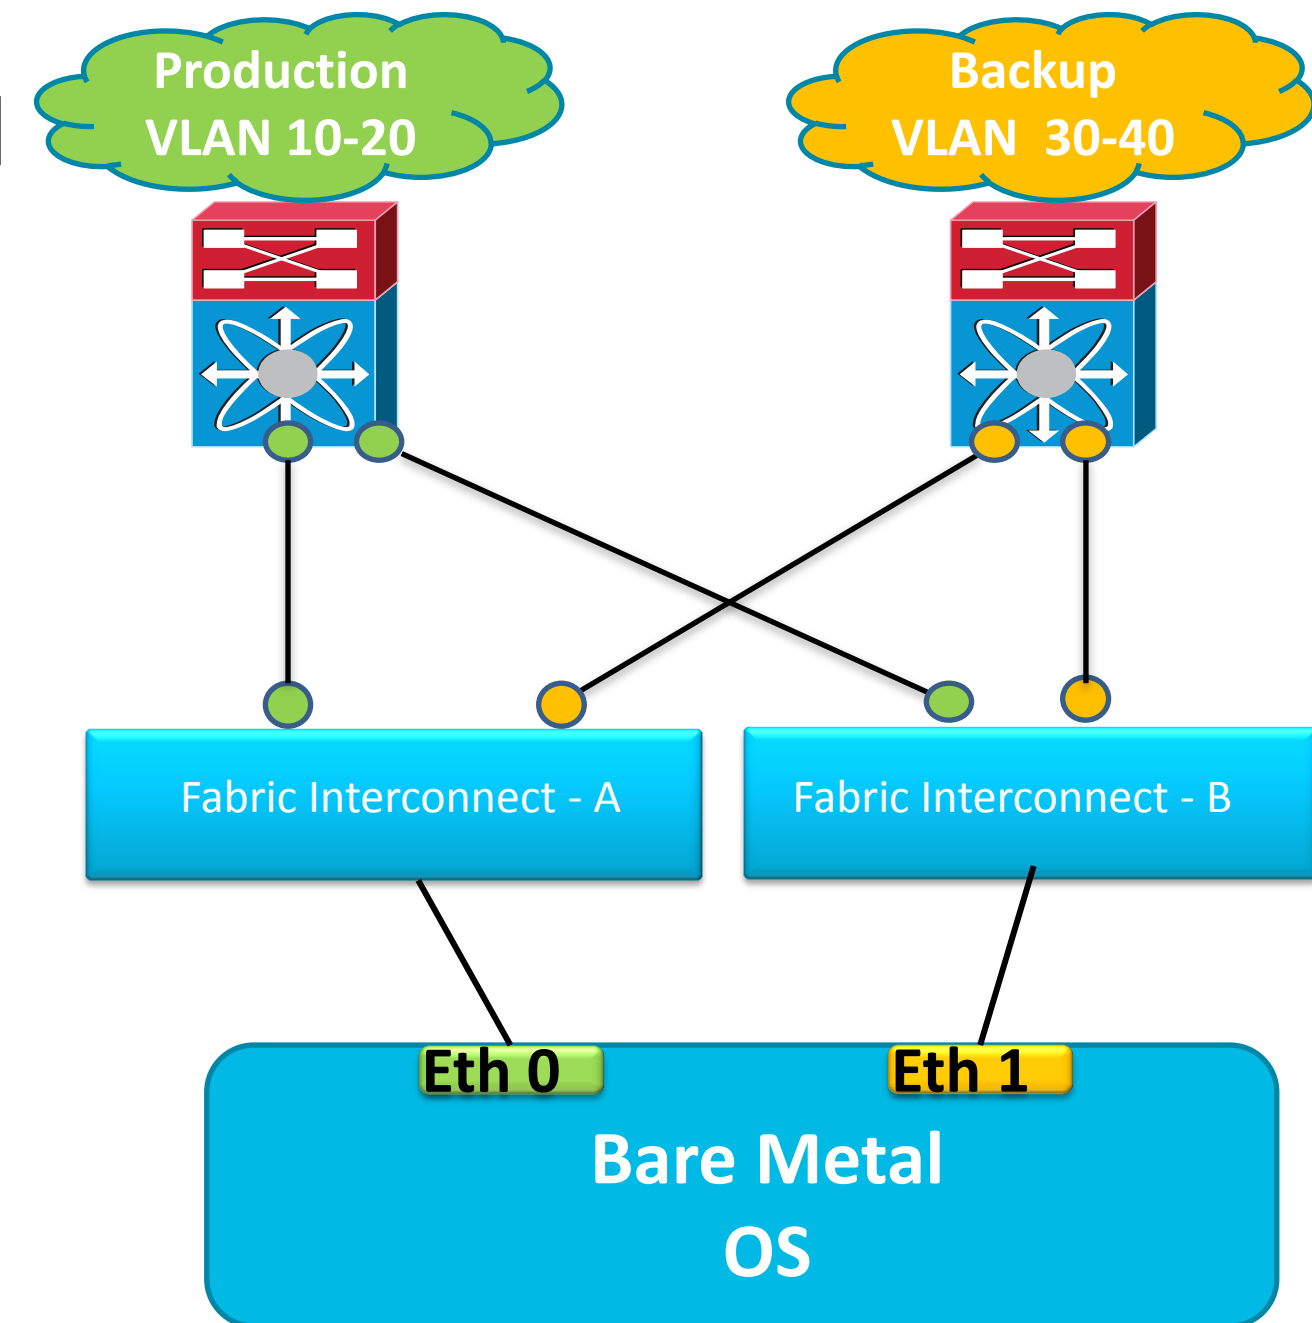 Production
VLAN 10-20
Backup
VLAN 30-40
Fabric Interconnect - A
Fabric Interconnect - B
Eth 0
Eth 1
Bare Metal
OS